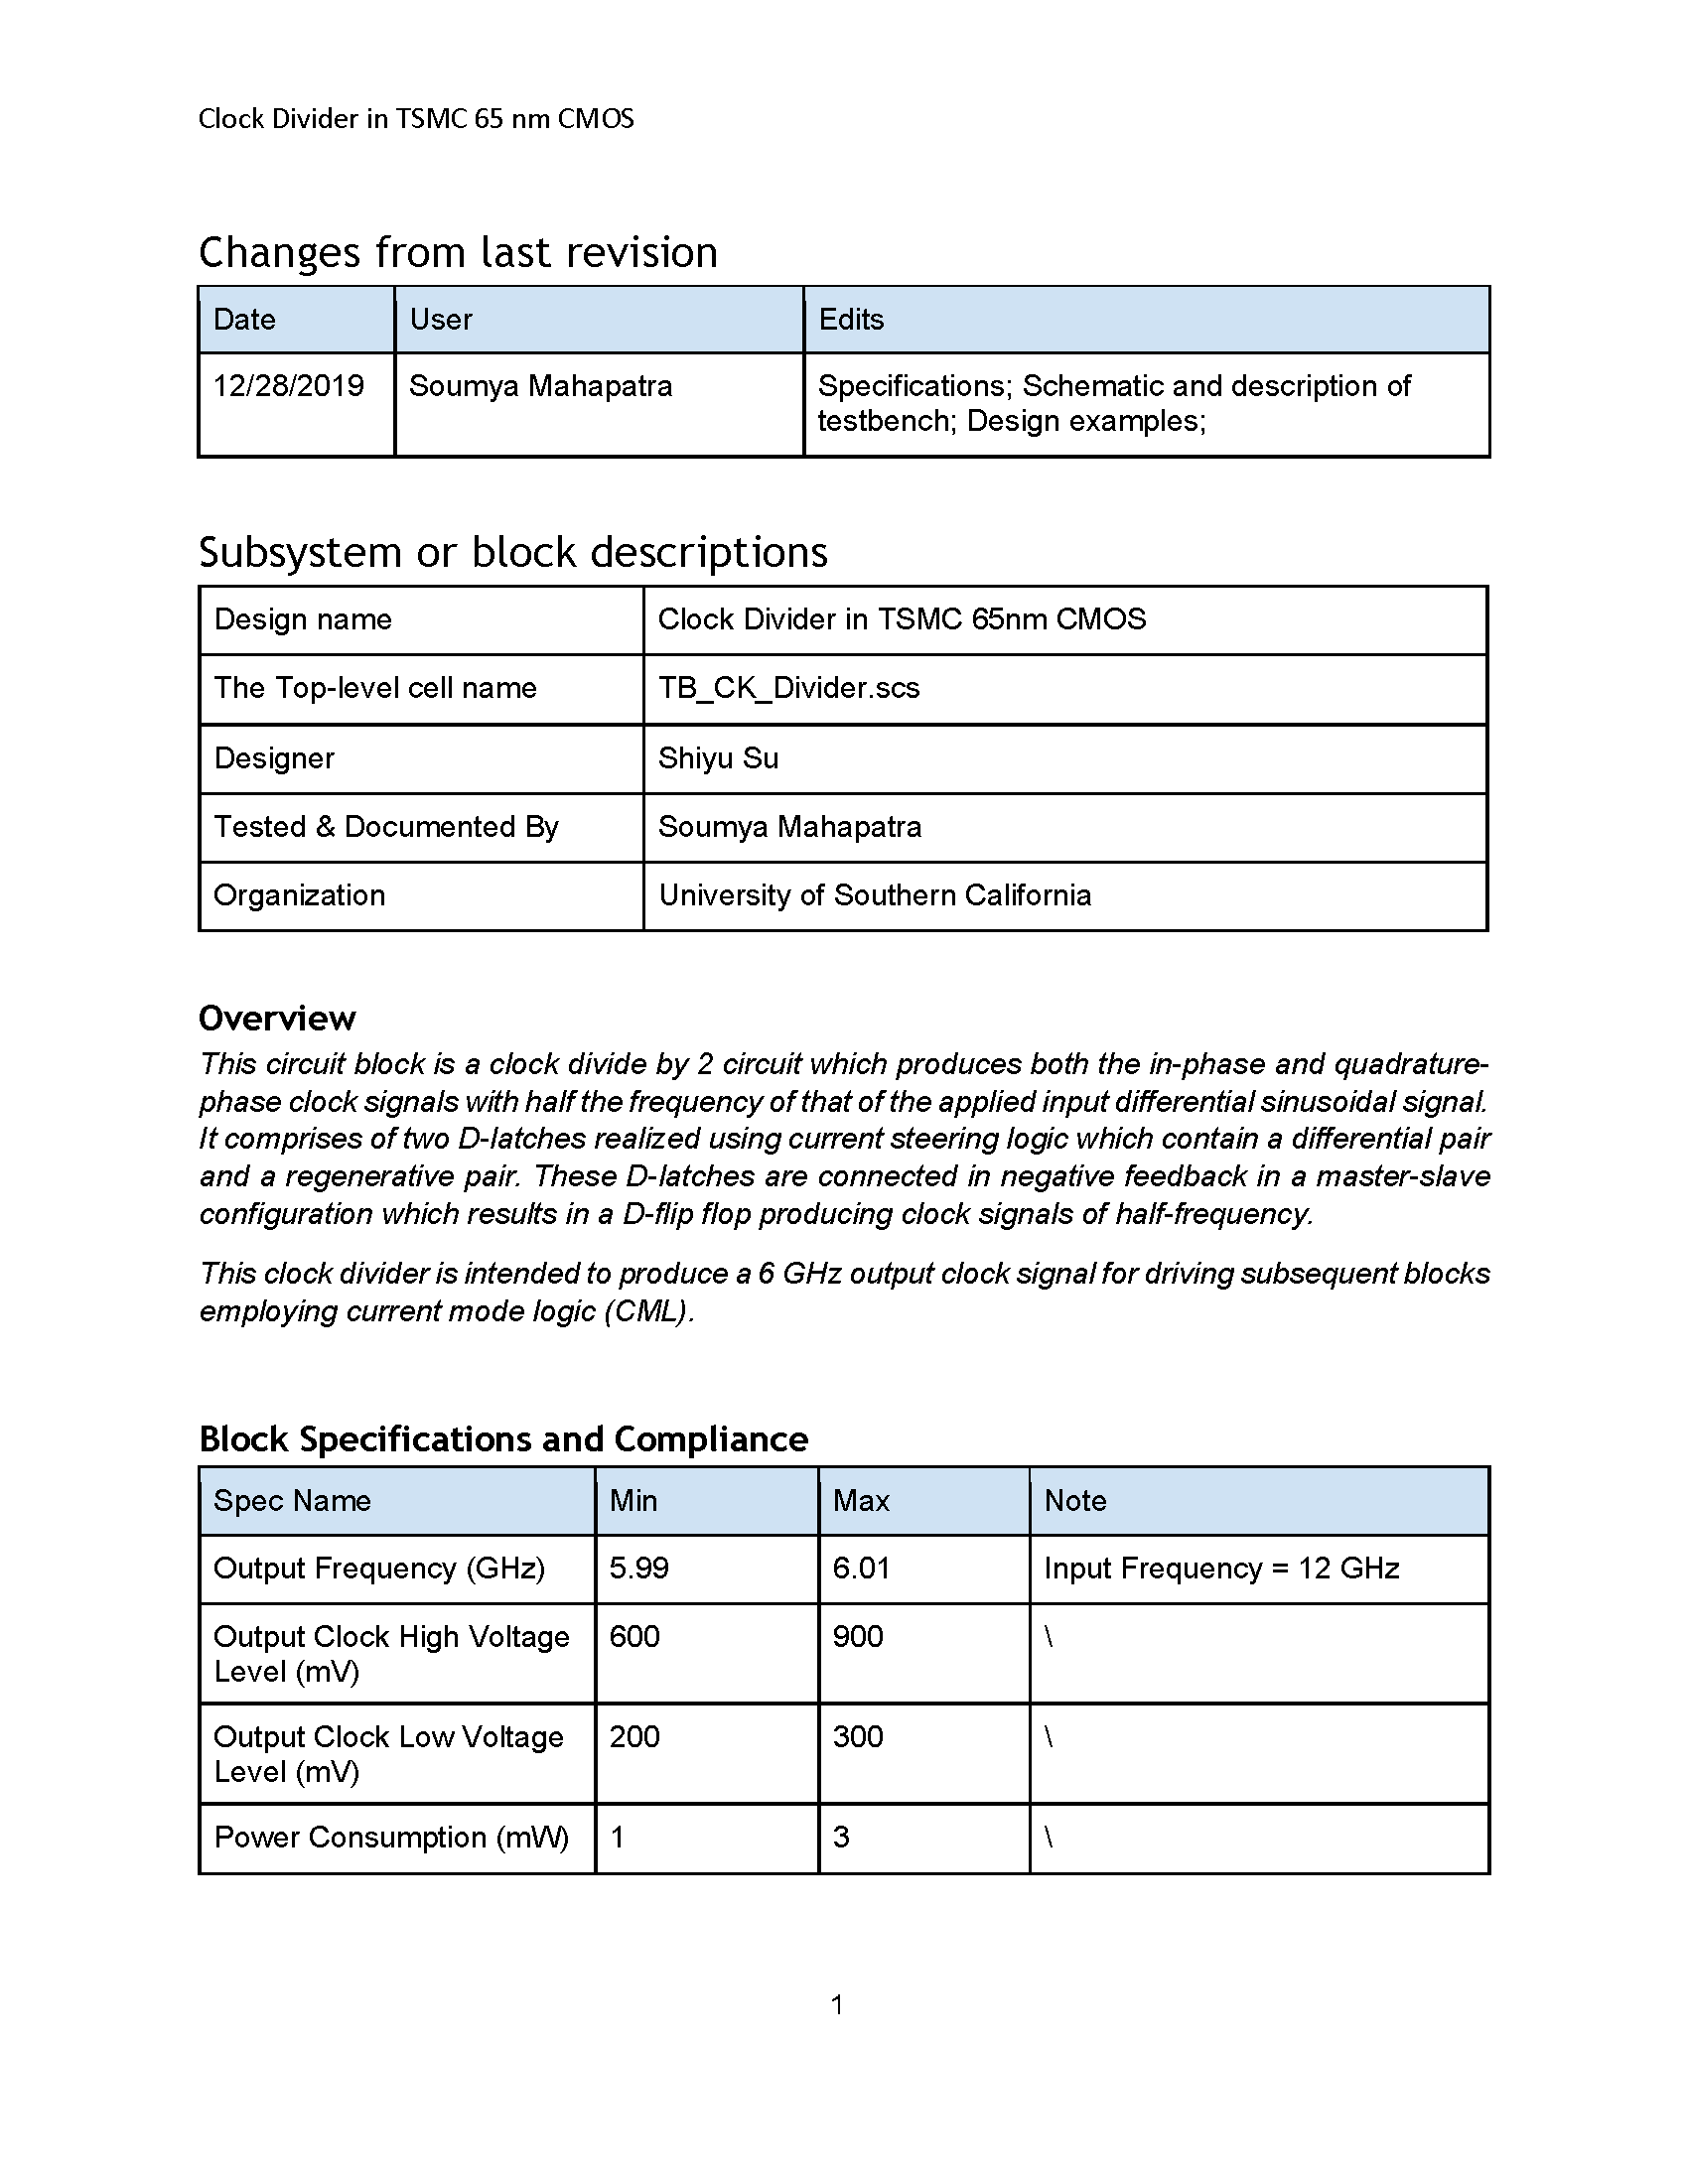 Clock Divider in TSMC 65 nm CMOS
Changes from last revision
Date User Edits
12/28/2019 Soumya Mahapatra Specifications; Schematic and description of
testbench; Design examples;
Subsystem or block descriptions
Design name Clock Divider in TSMC 65nm CMOS
The Top-level cell name TB_CK_Divider.scs
Designer Shiyu Su
Tested & Documented By Soumya Mahapatra
Organization University of Southern California
Overview
This circuit block is a clock divide by 2 circuit which produces both the in-phase and quadrature-
phase clock signals with half the frequency of that of the applied input differential sinusoidal signal.
It comprises of two D-latches realized using current steering logic which contain a differential pair
and a regenerative pair. These D-latches are connected in negative feedback in a master-slave
configuration which results in a D-flip flop producing clock signals of half-frequency.
This clock divider is intended to produce a 6 GHz output clock signal for driving subsequent blocks
employing current mode logic (CML).
Block Specifications and Compliance
Spec Name Min Max Note
Output Frequency (GHz) 5.99 6.01 Input Frequency = 12 GHz
Output Clock High Voltage 600 900 \
Level (mV)
Output Clock Low Voltage 200 300 \
Level (mV)
Power Consumption (mW) 1 3 \
1